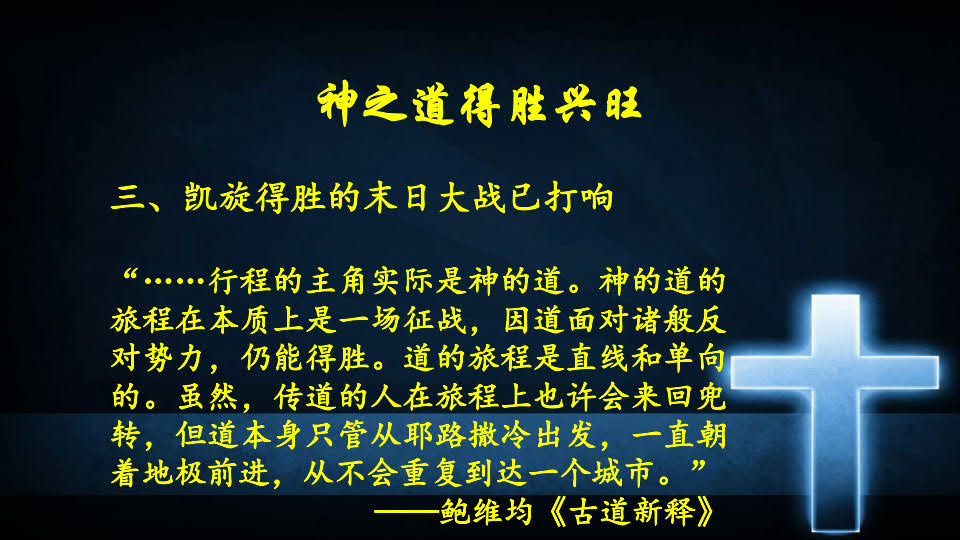 神之道得胜兴旺
三、凯旋得胜的末日大战已打响
“……行程的主角实际是神的道。神的道的
旅程在本质上是一场征战，因道面对诸般反
对势力，仍能得胜。道的旅程是直线和单向
的。虽然，传道的人在旅程上也许会来回兜
转，但道本身只管从耶路撒冷出发，一直朝
着地极前进，从不会重复到达一个城市。”
——鲍维均《古道新释》